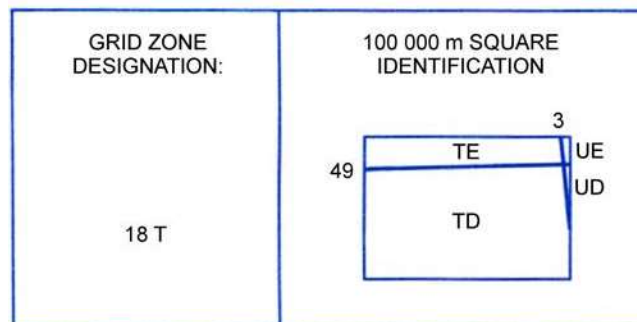 GRID ZONE
DESIGNATION:
18 T
100 000 m SQUARE
IDENTIFICATION
3
TE
UE
49
UD
TD